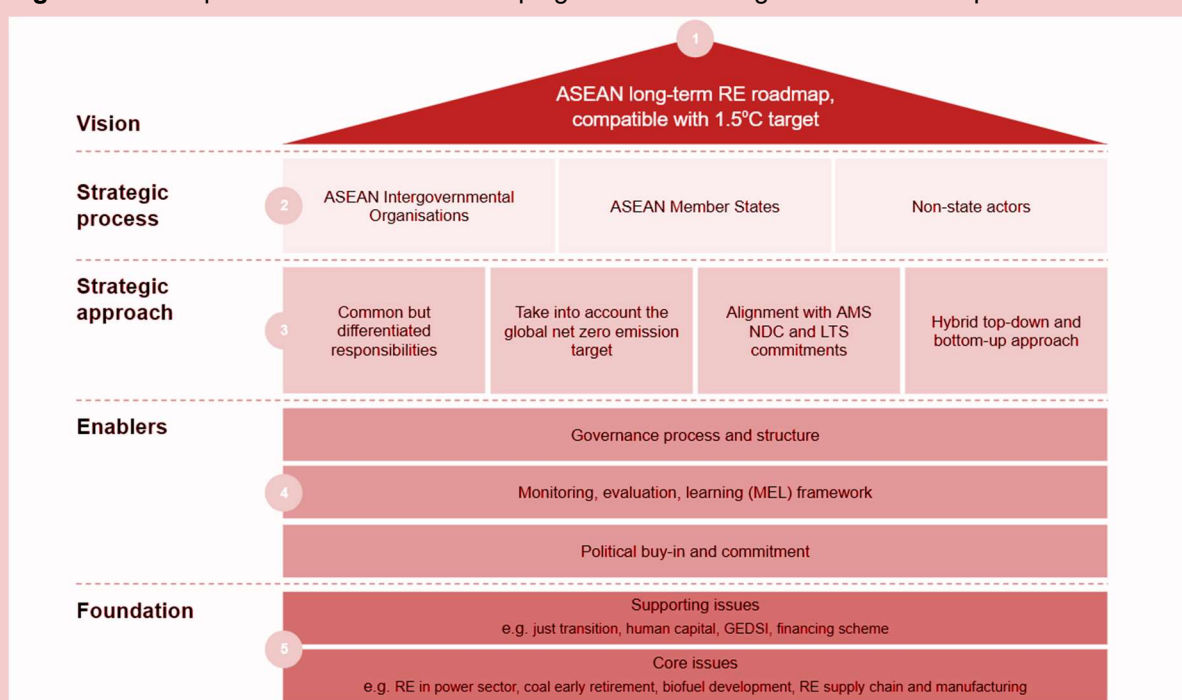 1
ASEAN long-term RE roadmap,
compatible with 1.5°C target
Vision
Strategic
process
2
ASEAN Intergovernmental
Organisations
ASEAN Member States
Non-state actors
Strategic
approach
3
Common but
differentiated
responsibilities
Take into account the
global net zero emission
target
Alignment with AMS
NDC and LTS
commitments
Hybrid top-down and
bottom-up approach
Enablers
Governance process and structure
4
Monitoring, evaluation, learning (MEL) framework
Political buy-in and commitment
Foundation
Supporting issues
e.g. just transition, human capital, GEDSI, financing scheme
5
Core issues
e.g. RE in power sector, coal early retirement, biofuel development, RE supply chain and manufacturing